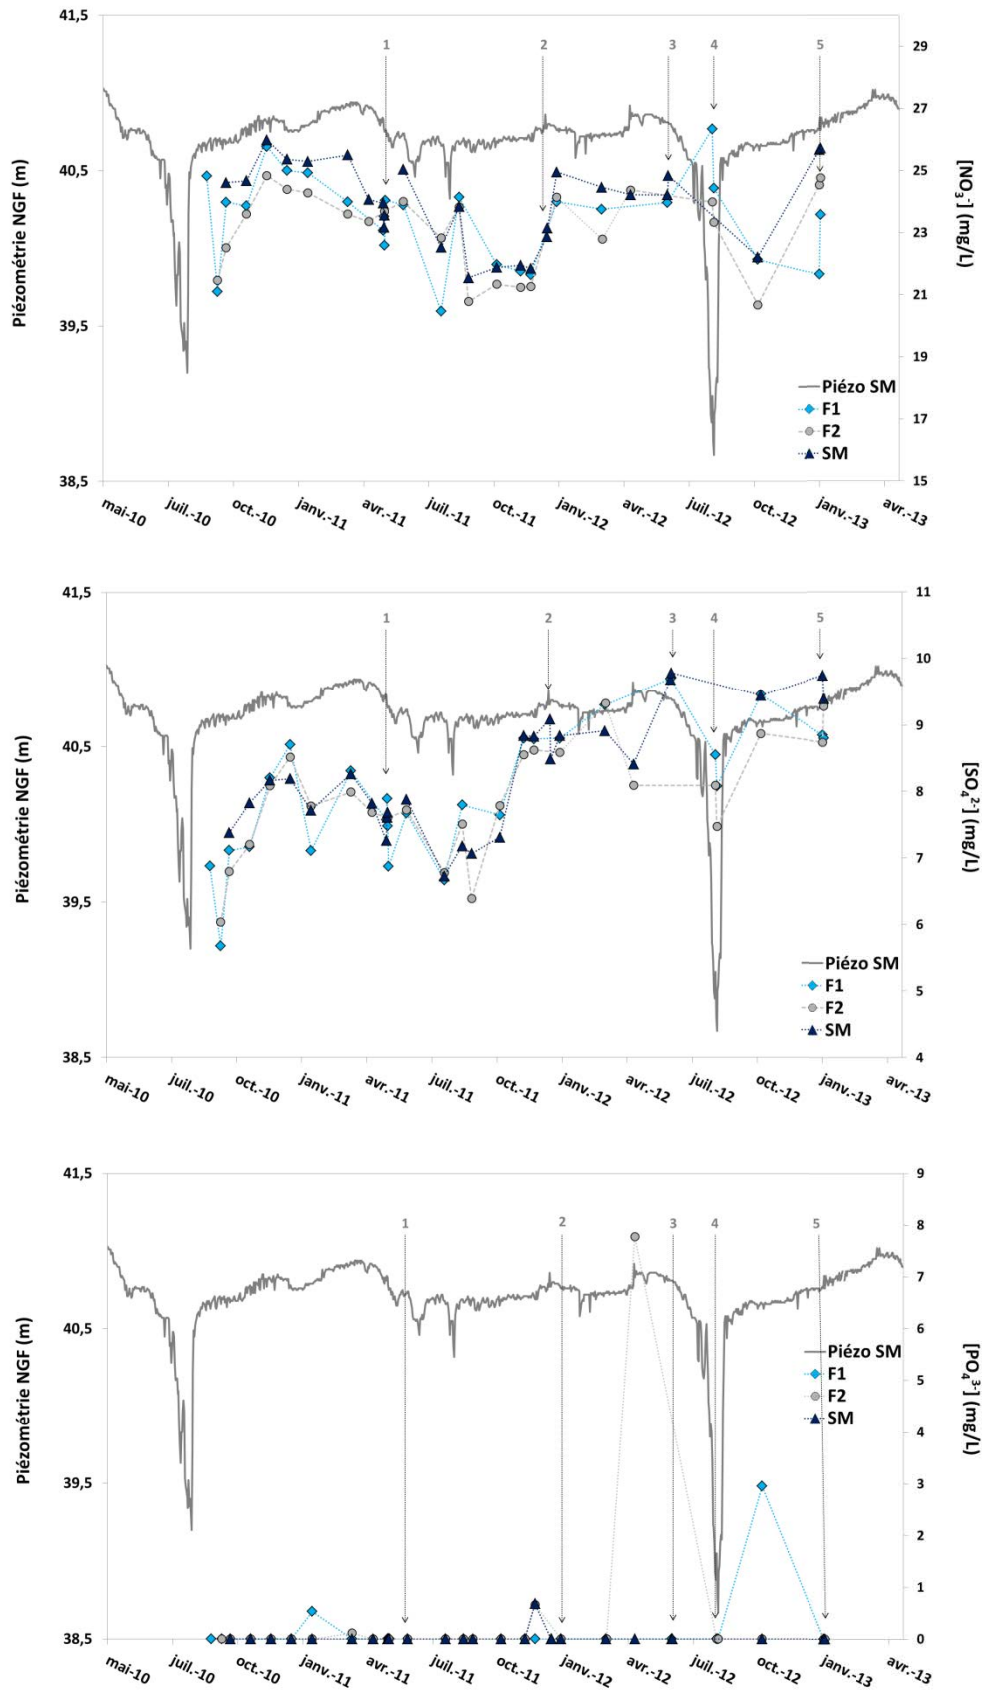 41,5
40,5
39,5
38,5
Piézométrie NGF (m)
1
2
3
4
5
29
27
25
23
21
19
17
15
[NO3-] (mg/L)
Piézo SM
F1
F2
SM
mai-10
juil.-10
oct.-10
janv.-11
avr.-11
juil.-11
oct.-11
janv.-12
avr.-12
juil.-12
oct.-12
janv.-13
avr.-13
41,5
40,5
39,5
38,5
Piézométrie NGF (m)
1
2
3
4
5
11
10
9
8
7
6
5
4
[SO4 2-] (mg/L)
Piézo SM
F1
F2
SM
mai-10
juil.-10
oct.-10
janv.-11
avr.-11
juil.-11
oct.-11
janv.-12
avr.-12
juil.-12
oct.-12
janv.-13
avr.-13
41,5
40,5
39,5
38,5
Piézométrie NGF (m)
1
2
3
4
5
9
8
7
6
5
4
3
2
1
0
[PO4 3-] (mg/L)
Piézo SM
F1
F2
SM
mai-10
juil.-10
oct.-10
janv.-11
avr.-11
juil.-11
oct.-11
janv.-12
avr.-12
juil.-12
oct.-12
janv.-13
avr.-13